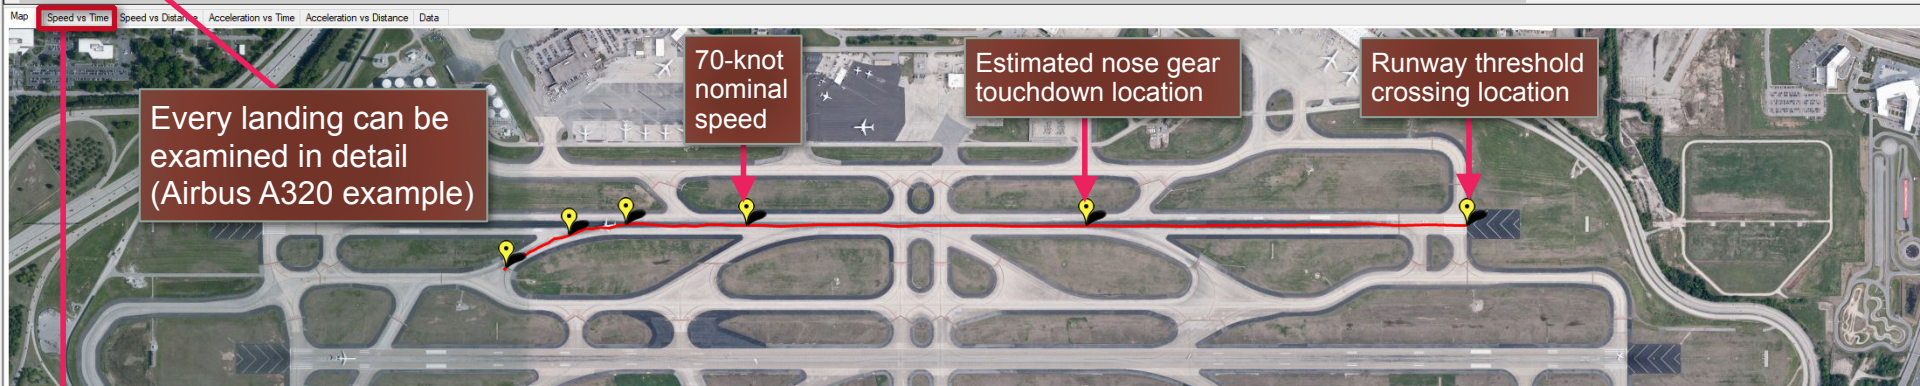 Map Speed vs Time Speed vs Distance Acceleration vs Time Acceleration vs Distance Data
Every landing can be
examined in detail
(Airbus A320 example)
70-knot
nominal
speed
Estimated nose gear
touchdown location
Runway threshold
crossing location